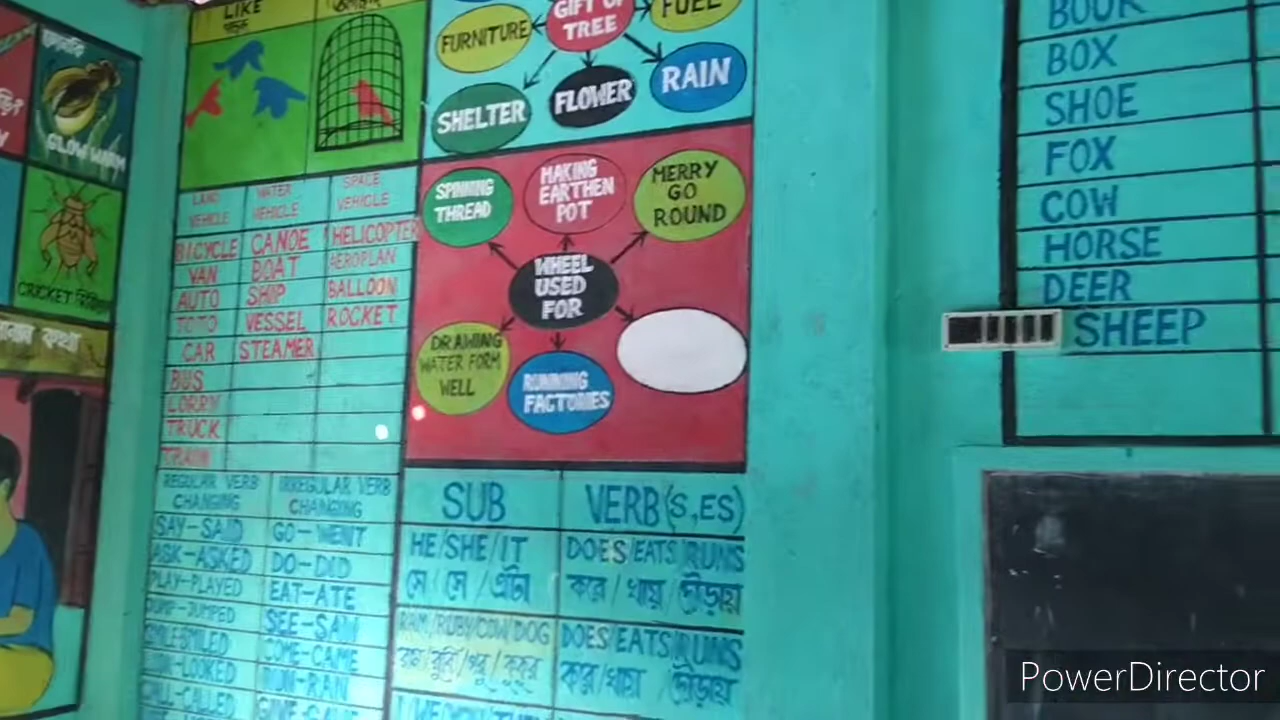 LIKE
GLOW WARM
CRICKET
GIFT OF
TREE
FURNITURE
FUEL
SHELTER
FLOWER
RAIN
SPINNING
THREAD
MAKING
EARTHEN
POT
MERRY
GO
ROUND
WHEEL
USED
FOR
DRAWING
WATER FORM
WELL
RUNNING
FACTORIES
LAND
VEHICLE
WATER
VEHICLE
SPACE
VEHICLE
BICYCLE CANOE HELICOPTER
VAN BOAT AEROPLAN
AUTO SHIP BALLOON
TOTO VESSEL ROCKET
CAR STEAMER
BUS
LORRY
TRUCK
TRAIN
REGULAR VERB
CHANGING
IRREGULAR VERB
CHANGING
SAY-SAID GO-WENT
ASK-ASKED DO-DID
PLAY-PLAYED EAT-ATE
JUMP-JUMPED SEE-SAW
SMILE-SMILED COME-CAME
LOOK-LOOKED RUN-RAN
CALL-CALLED GIVE-GAVE
SUB VERB(S,ES)
HE/SHE/IT DOES/EATS/RUNS
সে/সে/এটা করে/খায়/দৌড়ায়
RAM/RUBY/COW/DOG DOES/EATS/RUNS
রাম/রুবি/গরু/কুকুর করে/খায়/দৌড়ায়
BOOK
BOX
SHOE
FOX
COW
HORSE
DEER
SHEEP
PowerDirector